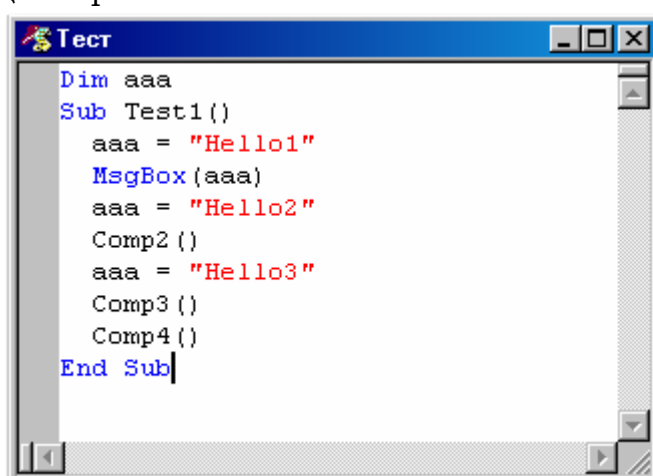 Тест
Dim aaa
Sub Test1()
aaa = "Hello1"
MsgBox(aaa)
aaa = "Hello2"
Comp2()
aaa = "Hello3"
Comp3()
Comp4()
End Sub